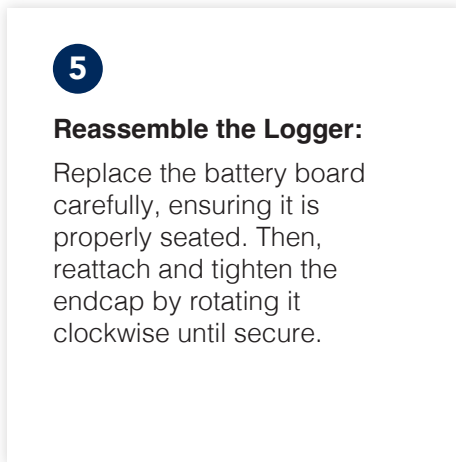 5
Reassemble the Logger:
Replace the battery board
carefully, ensuring it is
properly seated. Then,
reattach and tighten the
endcap by rotating it
clockwise until secure.